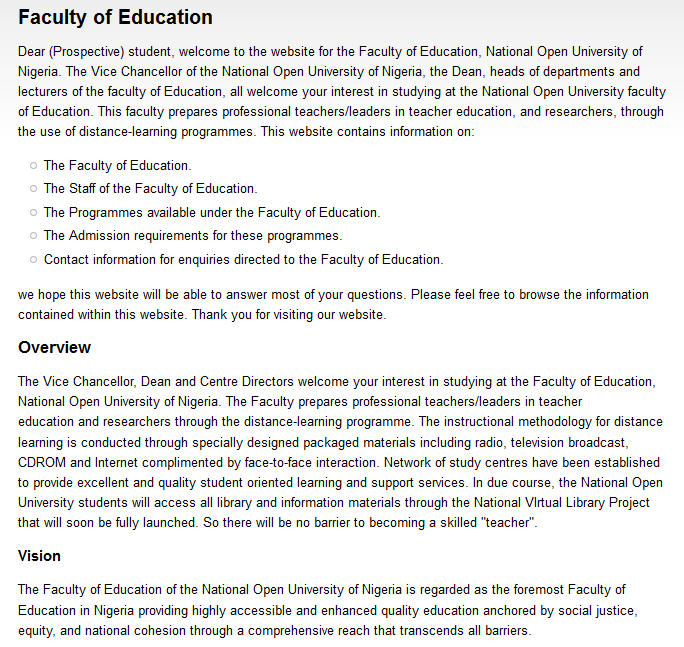 Faculty of Education
Dear (Prospective) student, welcome to the website for the Faculty of Education, National Open University of
Nigeria. The Vice Chancellor of the National Open University of Nigeria, the Dean, heads of departments and
lecturers of the faculty of Education, all welcome your interest in studying at the National Open University faculty
of Education. This faculty prepares professional teachers/leaders in teacher education, and researchers, through
the use of distance-learning programmes. This website contains information on:
The Faculty of Education.
The Staff of the Faculty of Education.
The Programmes available under the Faculty of Education.
The Admission requirements for these programmes.
Contact information for enquiries directed to the Faculty of Education.
we hope this website will be able to answer most of your questions. Please feel free to browse the information
contained within this website. Thank you for visiting our website.
Overview
The Vice Chancellor, Dean and Centre Directors welcome your interest in studying at the Faculty of Education,
National Open University of Nigeria. The Faculty prepares professional teachers/leaders in teacher
education and researchers through the distance-learning programme. The instructional methodology for distance
learning is conducted through specially designed packaged materials including radio, television broadcast,
CDROM and Internet complimented by face-to-face interaction. Network of study centres have been established
to provide excellent and quality student oriented learning and support services. In due course, the National Open
University students will access all library and information materials through the National VIrtual Library Project
that will soon be fully launched. So there will be no barrier to becoming a skilled "teacher".
Vision
The Faculty of Education of the National Open University of Nigeria is regarded as the foremost Faculty of
Education in Nigeria providing highly accessible and enhanced quality education anchored by social justice,
equity, and national cohesion through a comprehensive reach that transcends all barriers.